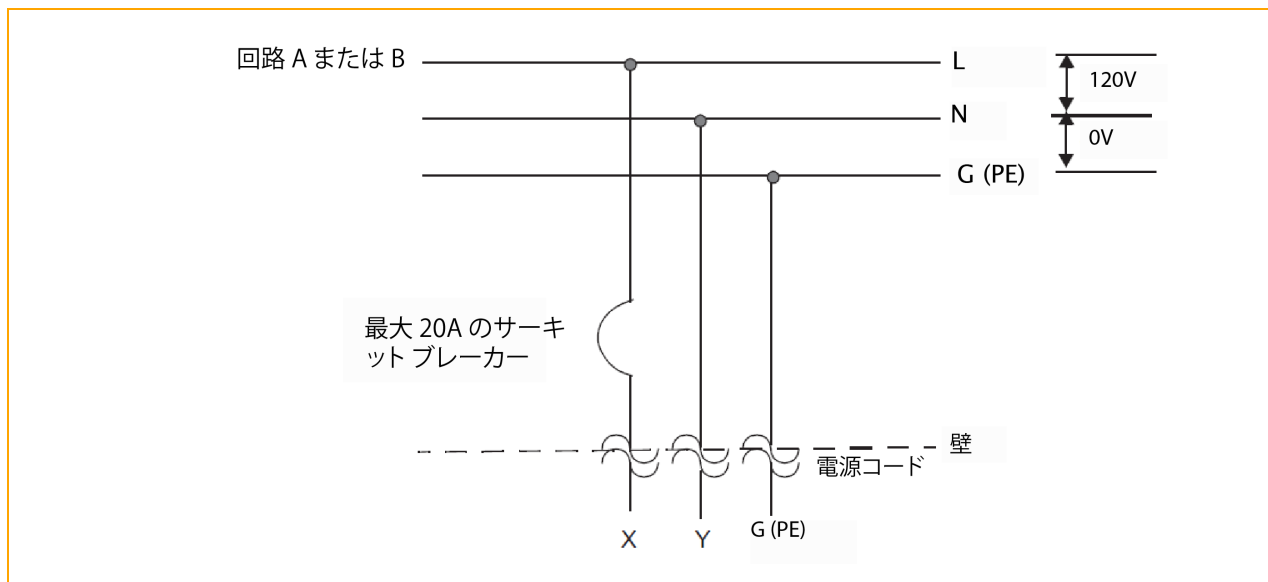 回路 A または B
L
120V
N
0V
G (PE)
最大 20A のサーキ
ット ブレーカー
壁
電源コード
X
Y
G (PE)